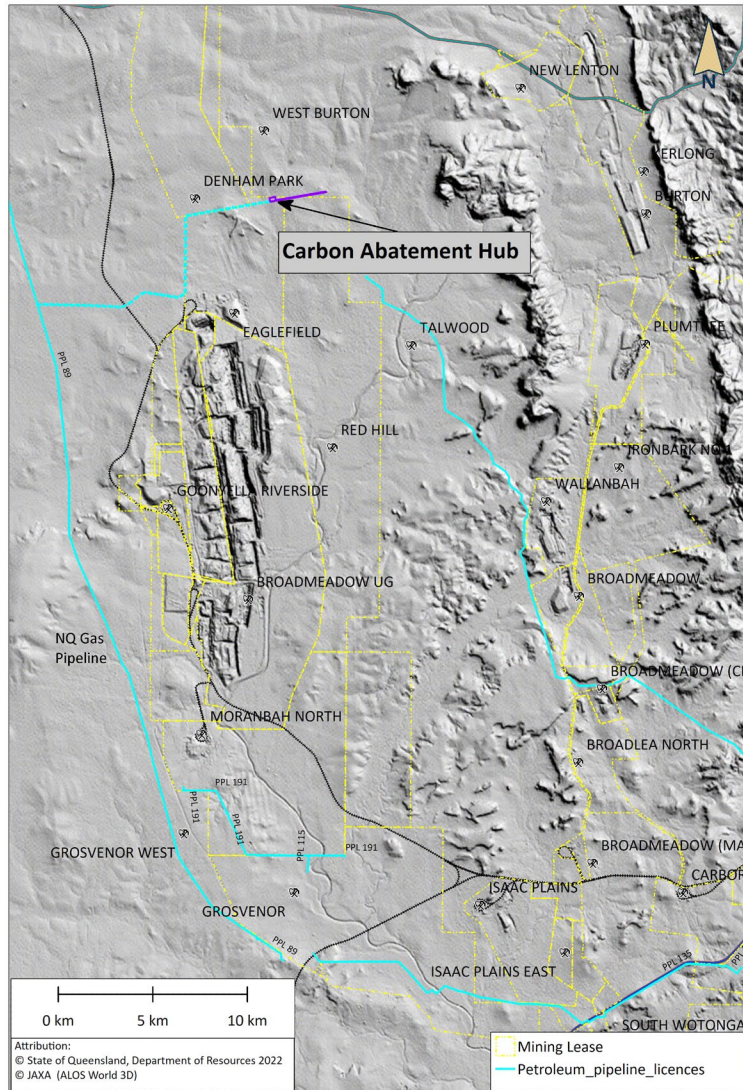 NEW LENTON
N
WEST BURTON
ERLONG
DENHAM PARK
BURTON
Carbon Abatement Hub
EAGLEFIELD
TALWOOD
PLUMTREE
PPL 89
RED HILL
IRONBARK NO 1
GOONYELLA RIVERSIDE
WALLANBAH
BROADMEADOW UG
BROADMEADOW
NQ Gas
Pipeline
BROADMEADOW (C
MORANBAH NORTH
BROADLEA NORTH
PPL 191
PPL 191
PPL 191
PPL 115
PPL 191
GROSVENOR WEST
BROADMEADOW (MA
CARBOR
ISAAC PLAINS
GROSVENOR
PPL 89
ISAAC PLAINS EAST
PPL 135
SOUTH WOTONGA
0 km 5 km 10 km
Attribution:
© State of Queensland, Department of Resources 2022
© JAXA (ALOS World 3D)
Mining Lease
Petroleum_pipeline_licences